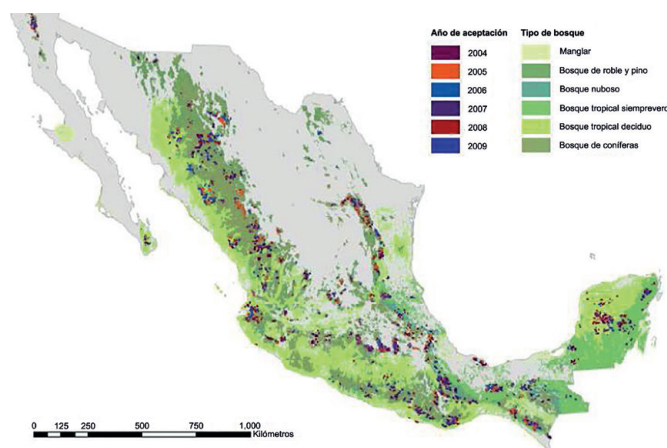 Año de aceptación
2004
2005
2006
2007
2008
2009
Tipo de bosque
Manglar
Bosque de roble y pino
Bosque nuboso
Bosque tropical siempreverde
Bosque tropical deciduo
Bosque de coníferas
0 125 250 500 750 1,000
Kilómetros